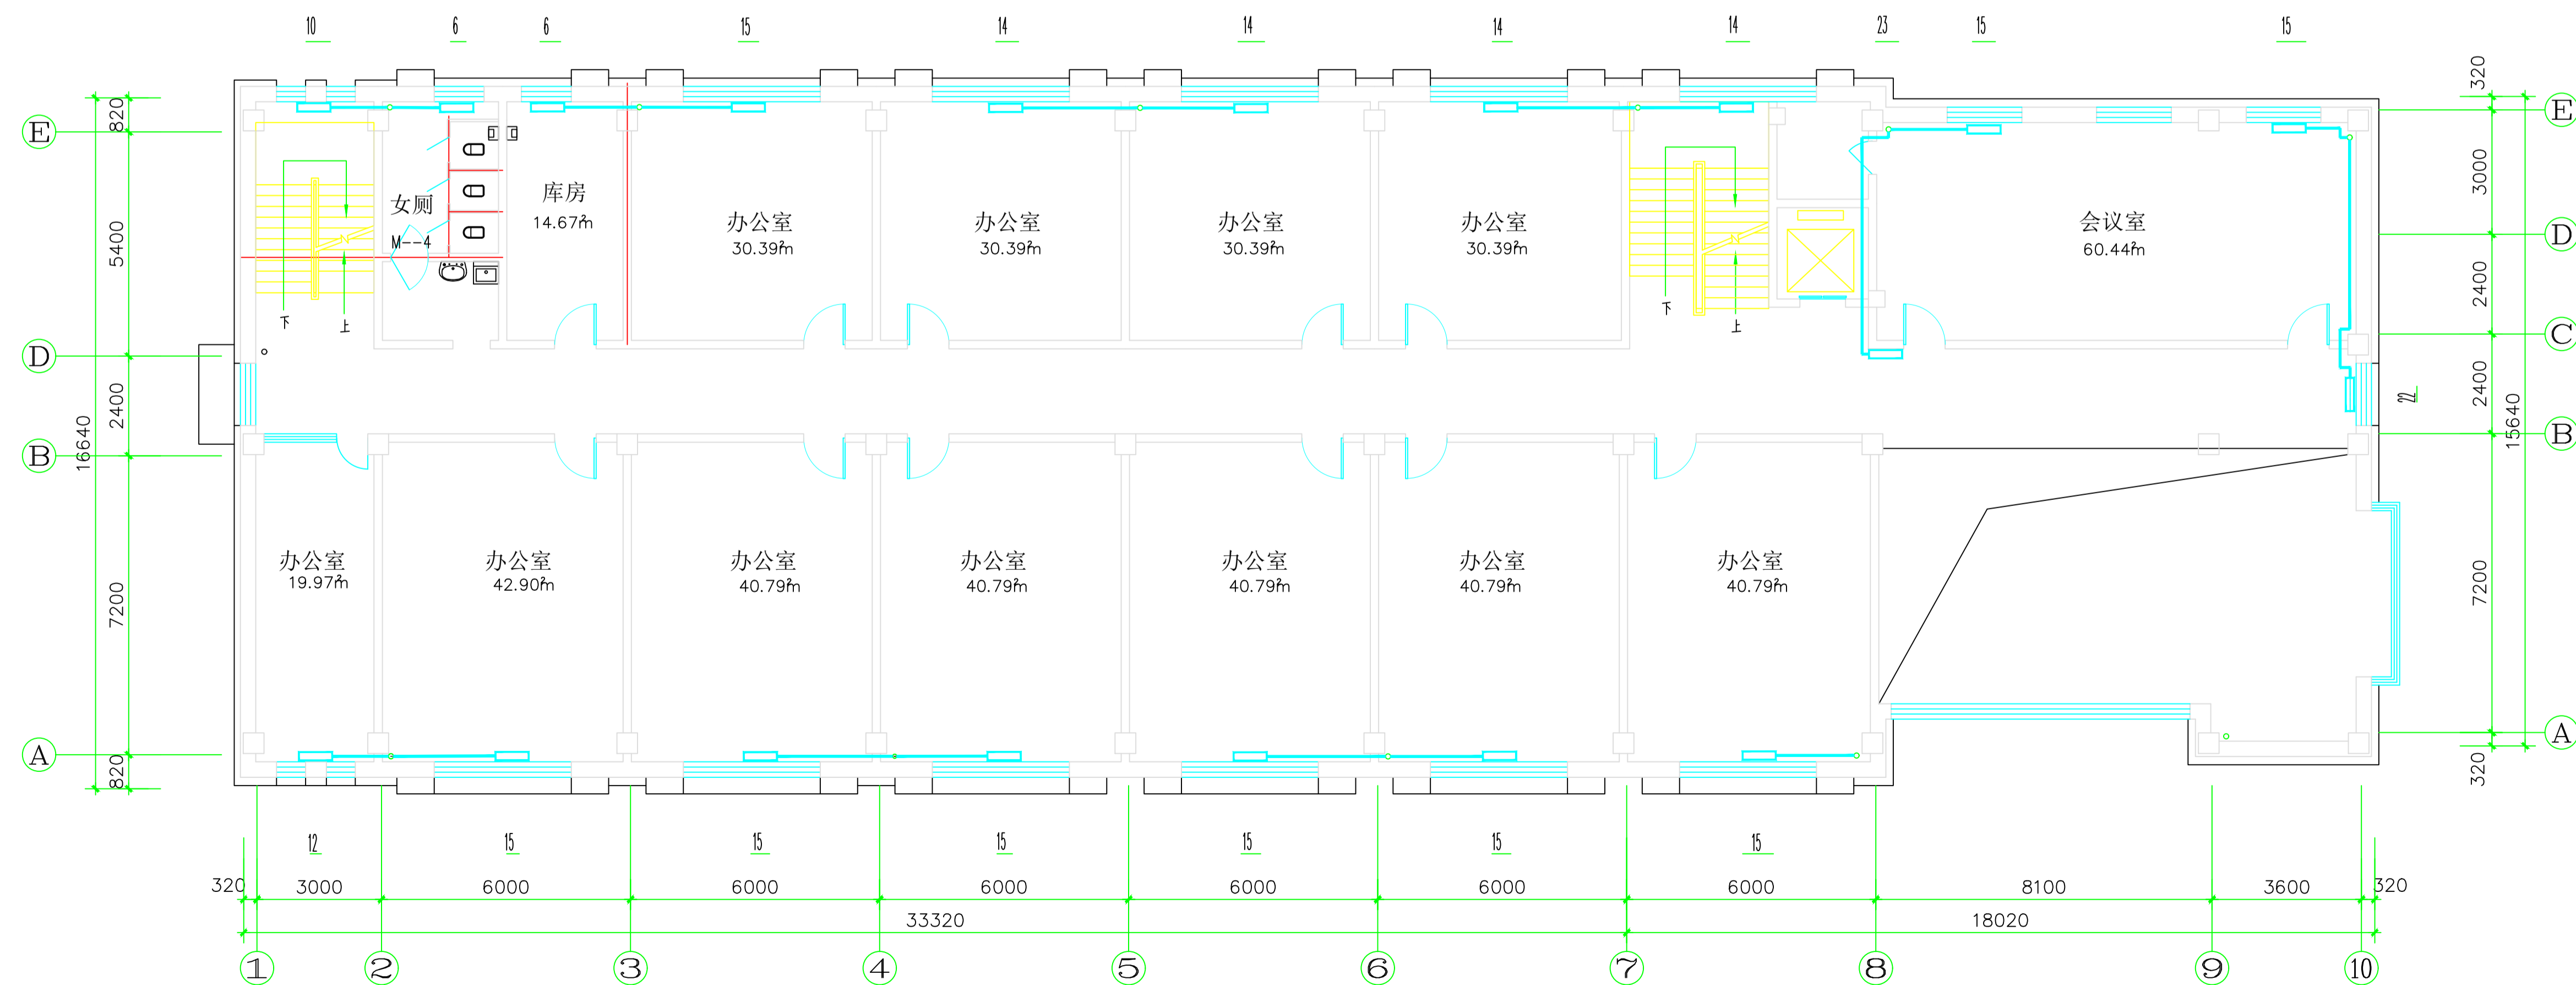 10 6 6 15 14 14 14 14 23 15 15
820 320
E E
3000
女厕 库房
14.67m²
办公室 办公室 办公室 办公室 会议室
30.39m² 30.39m² 30.39m² 30.39m² 60.44m²
M--4
5400 D
2400
下 上 下 上
D C
2400 2400 22
16640 15640
B B
办公室 办公室 办公室 办公室 办公室 办公室 办公室
19.97m² 42.90m² 40.79m² 40.79m² 40.79m² 40.79m² 40.79m²
7200 7200
A A
820 320
12 15 15 15 15 15 15
320 3000 6000 6000 6000 6000 6000 6000 8100 3600 320
33320 18020
1 2 3 4 5 6 7 8 9 10